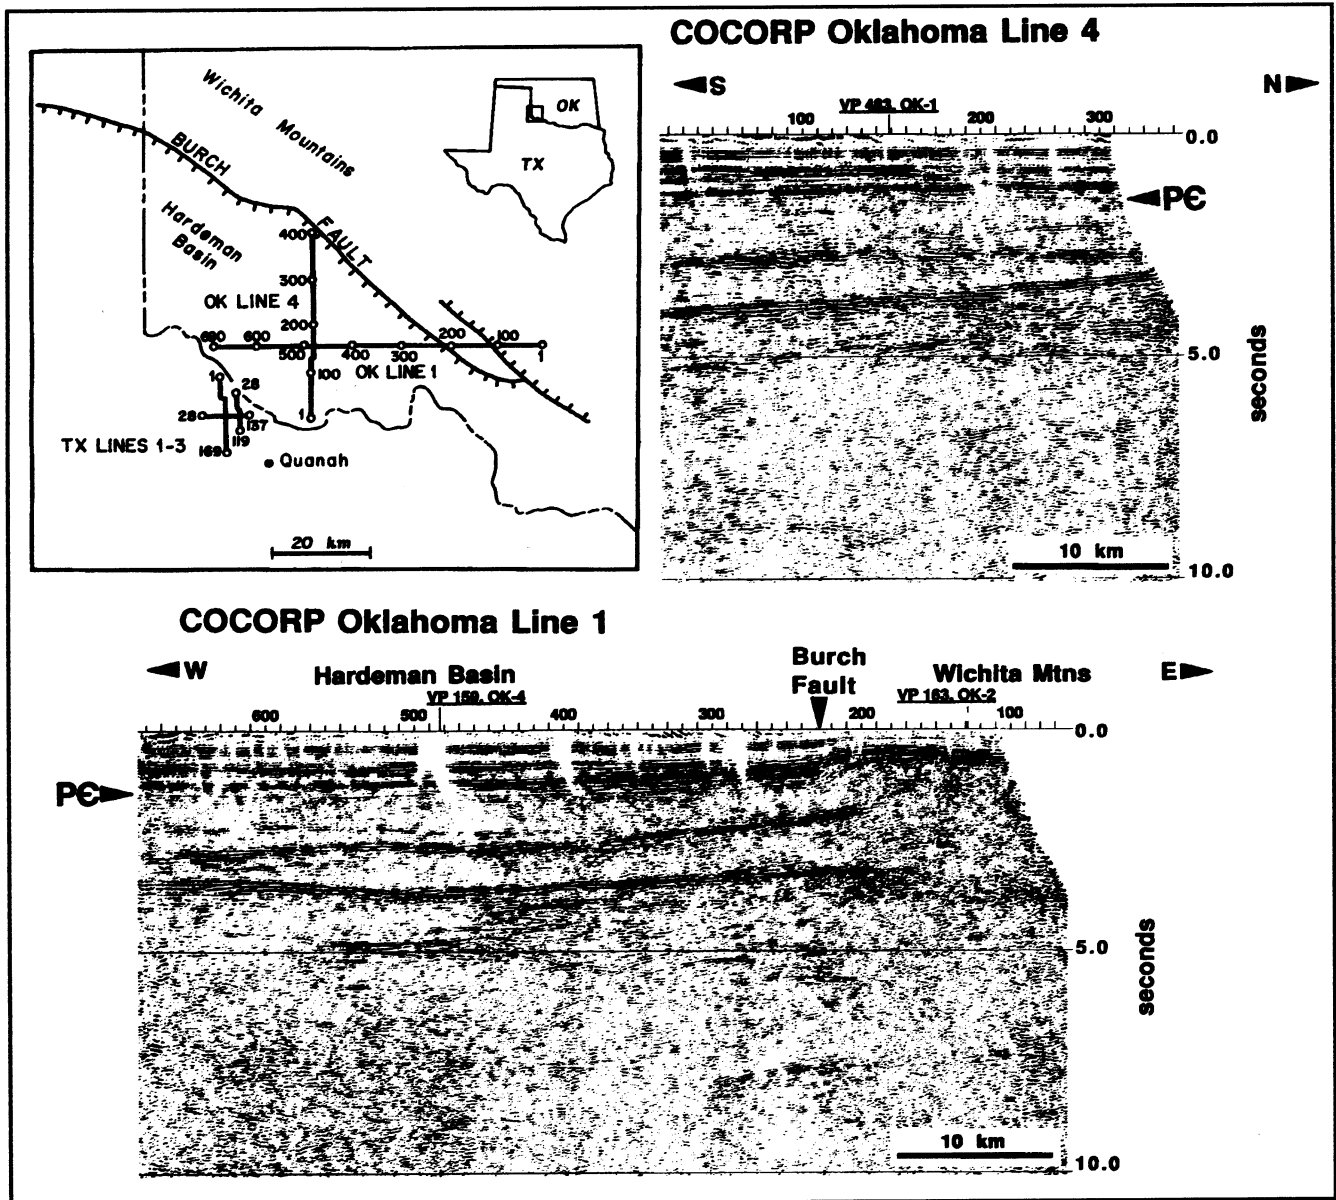 COCORP Oklahoma Line 4
S
N
VP 483, OK-1
100
200
300
0.0
PЄ
5.0
seconds
10 km
10.0
Wichita Mountains
BURCH
FAULT
Hardeman
Basin
OK
TX
400
300
OK LINE 4
200
600
500
400
300
200
100
1
100
OK LINE 1
1
28
28
137
119
169
1
TX LINES 1-3
Quanah
20 km
COCORP Oklahoma Line 1
W
Hardeman Basin
Burch
Fault
Wichita Mtns
E
VP 159, OK-4
VP 163, OK-2
600
500
400
300
200
100
0.0
PЄ
5.0
seconds
10 km
10.0